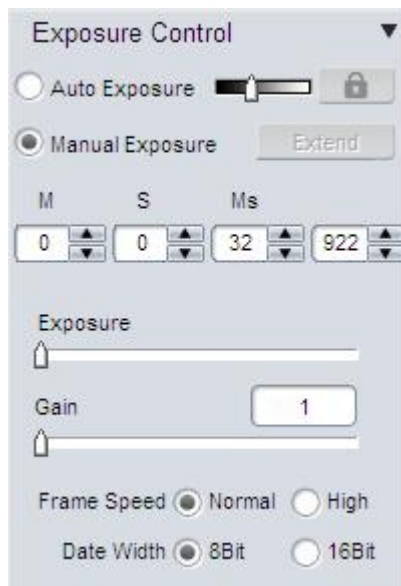 Exposure Control
Auto Exposure
Manual Exposure Extend
M S Ms
0 0 32 922
Exposure
Gain 1
Frame Speed Normal High
Date Width 8Bit 16Bit